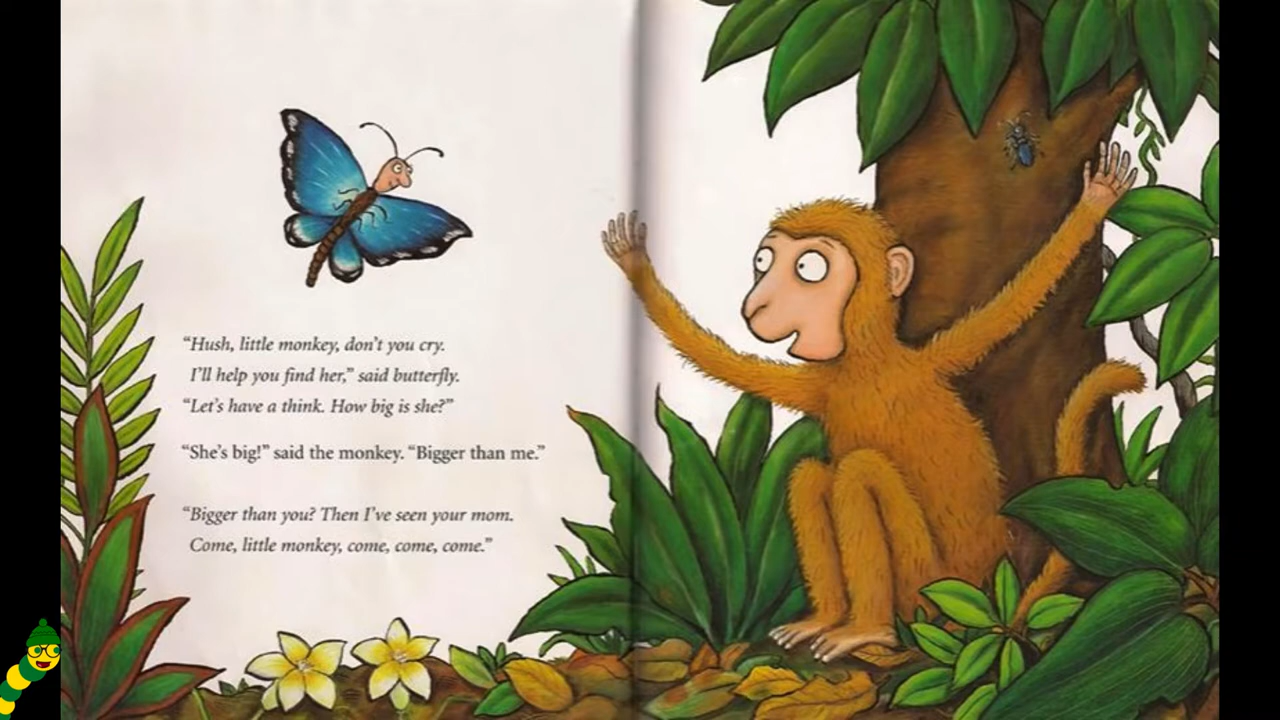 “Hush, little monkey, don’t you cry.
I’ll help you find her,” said butterfly.
“Let’s have a think. How big is she?”
“She’s big!” said the monkey. “Bigger than me.”
“Bigger than you? Then I’ve seen your mom.
Come, little monkey, come, come, come.”